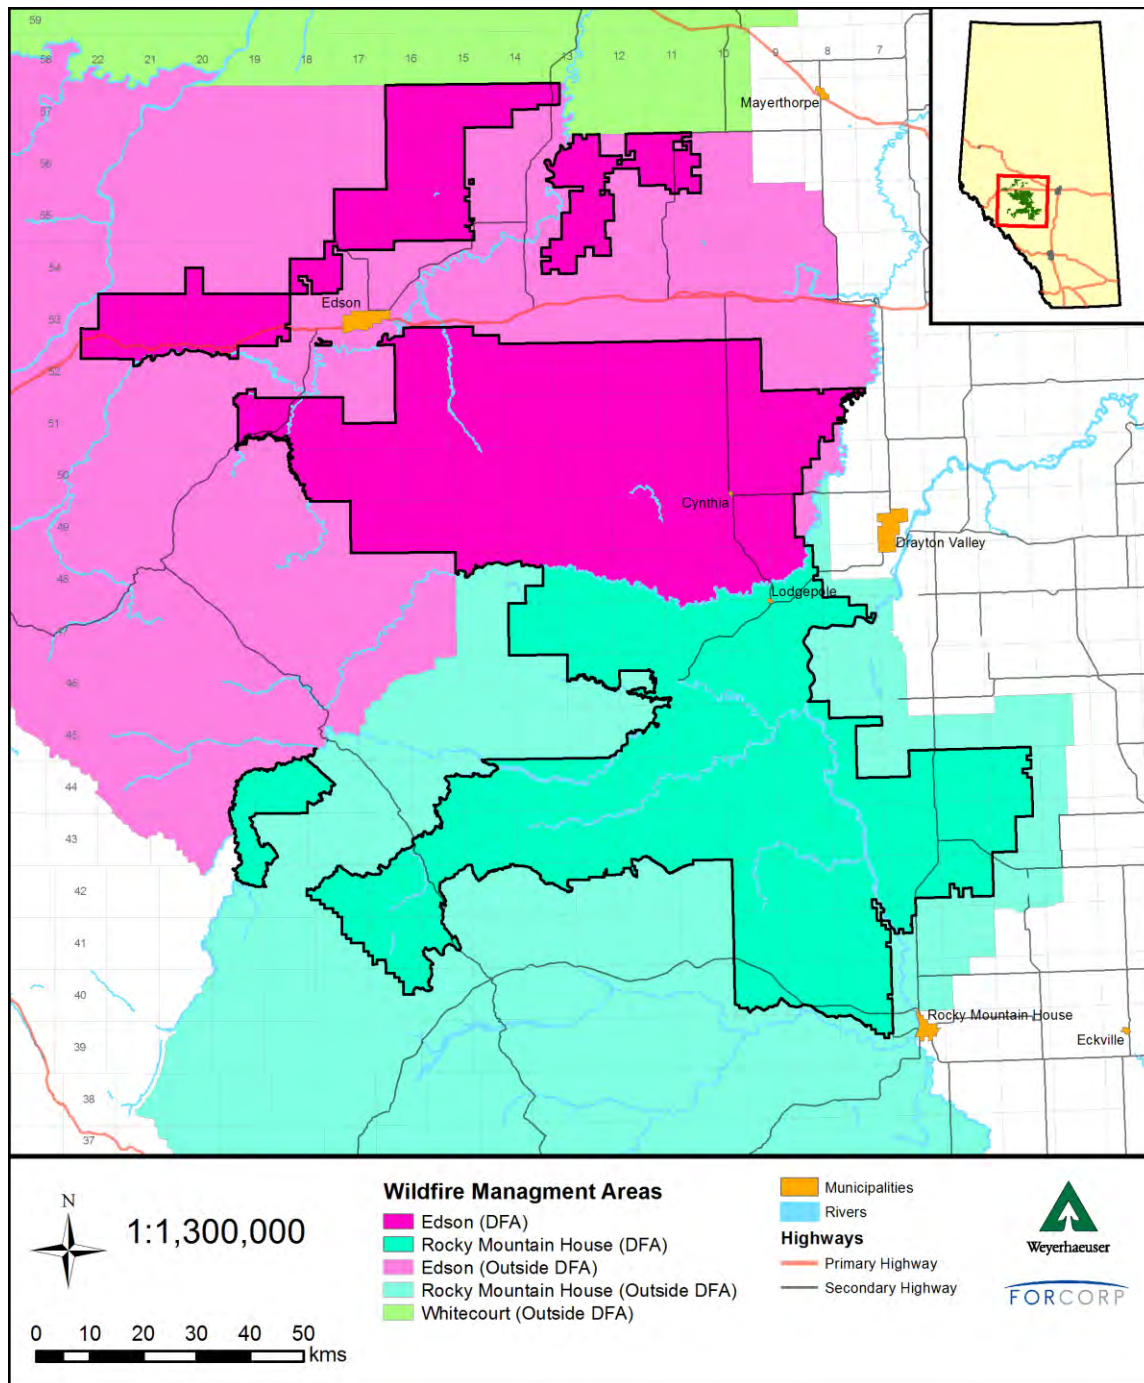 59
58 22 21 20 19 18 17 16 15 14 13 12 11 10 9 8 7
57
56
55
54
53
52
51
50
49
48
47
46
45
44
43
42
41
40
39
38
37
Mayerthorpe
Edson
Cynthia
Drayton Valley
Lodgepole
Rocky Mountain House
Eckville
N
1:1,300,000
0 10 20 30 40 50
kms
Wildfire Managment Areas
Edson (DFA)
Rocky Mountain House (DFA)
Edson (Outside DFA)
Rocky Mountain House (Outside DFA)
Whitecourt (Outside DFA)
Municipalities
Rivers
Highways
Primary Highway
Secondary Highway
Weyerhaeuser
FORCORP